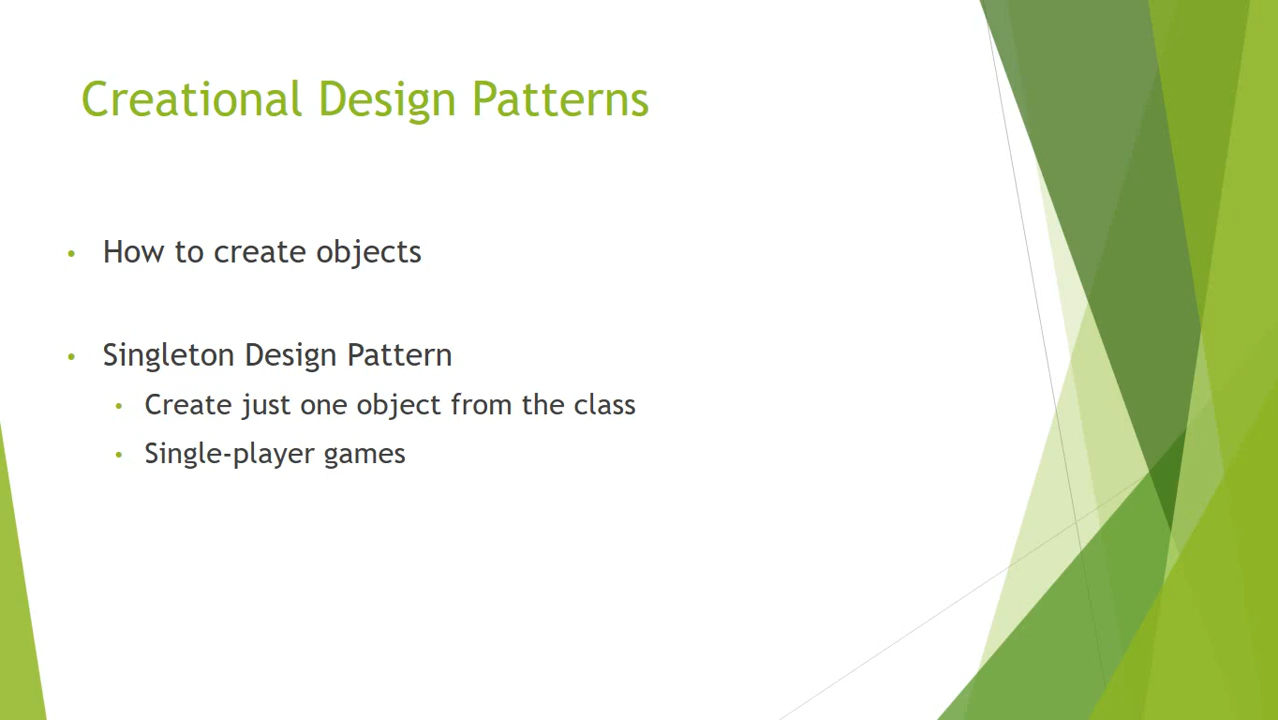 Creational Design Patterns
• How to create objects
• Singleton Design Pattern
• Create just one object from the class
• Single-player games